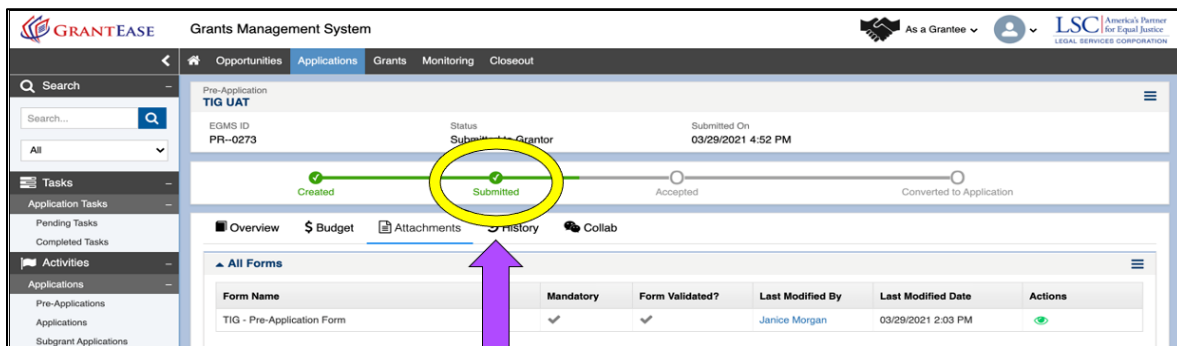 GRANTEASE
Grants Management System
As a Grantee
LSC America's Partner for Equal Justice
LEGAL SERVICES CORPORATION
Opportunities Applications Grants Monitoring Closeout
Search
Search...
All
Tasks
Application Tasks
Pending Tasks
Completed Tasks
Activities
Applications
Pre-Applications
Applications
Subgrant Applications
Pre-Application
TIG UAT
EGMS ID Status Submitted On
PR--0273 Submitted to Grantor 03/29/2021 4:52 PM
Created Submitted Accepted Converted to Application
Overview $ Budget Attachments History Collab
All Forms
Form Name Mandatory Form Validated? Last Modified By Last Modified Date Actions
TIG - Pre-Application Form Janice Morgan 03/29/2021 2:03 PM